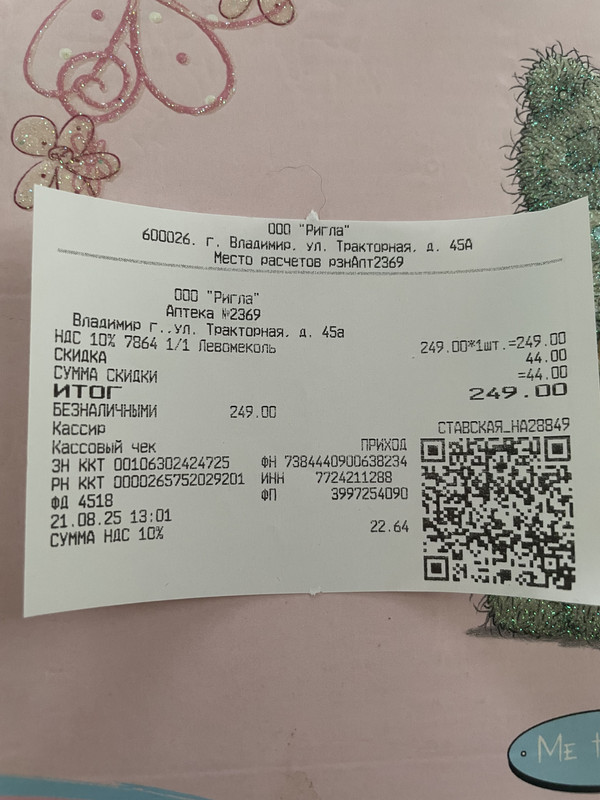 ООО "Ригла"
600026, г. Владимир, ул. Тракторная, д. 45А
Место расчетов рзнАпт2369
ООО "Ригла"
Аптека №2369
Владимир г.,ул. Тракторная, д. 45а
НДС 10% 7864 1/1 Левомеколь 249.00*1шт.=249.00
СКИДКА 44.00
СУММА СКИДКИ =44.00
ИТОГ 249.00
БЕЗНАЛИЧНЫМИ 249.00
Кассир СТАВСКАЯ_НА28849
Кассовый чек ПРИХОД
ЗН ККТ 00106302424725 ФН 7384440900638234
РН ККТ 0000265752029201 ИНН 7724211288
ФД 4518 ФП 3997254090
21.08.25 13:01
СУММА НДС 10% 22.64
ME